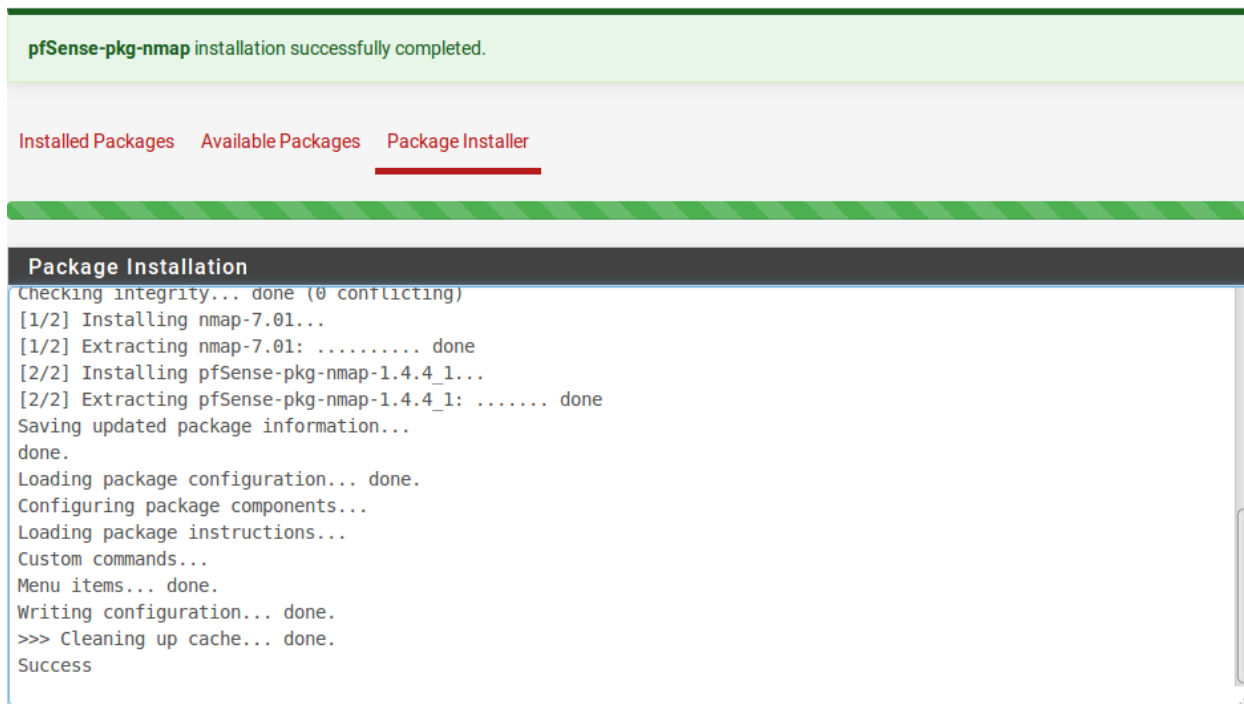 pfSense-pkg-nmap installation successfully completed.
Installed Packages Available Packages Package Installer
Package Installation
Checking integrity... done (0 conflicting)
[1/2] Installing nmap-7.01...
[1/2] Extracting nmap-7.01: .......... done
[2/2] Installing pfSense-pkg-nmap-1.4.4_1...
[2/2] Extracting pfSense-pkg-nmap-1.4.4_1: ....... done
Saving updated package information...
done.
Loading package configuration... done.
Configuring package components...
Loading package instructions...
Custom commands...
Menu items... done.
Writing configuration... done.
>>> Cleaning up cache... done.
Success